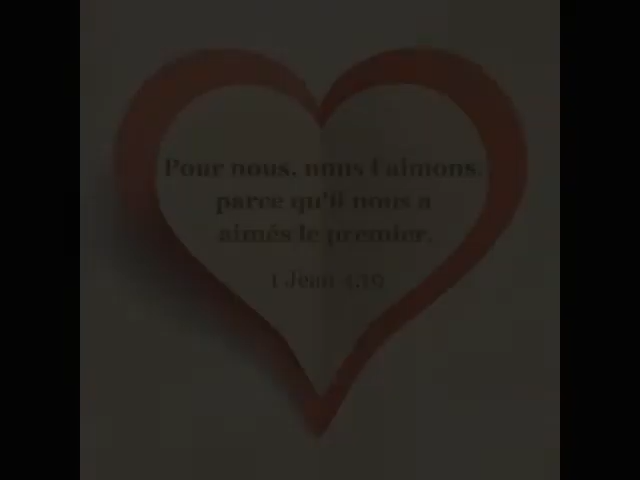 Pour nous, nous l'aimons,
parce qu'il nous a
aimés le premier.
1 Jean 4.19